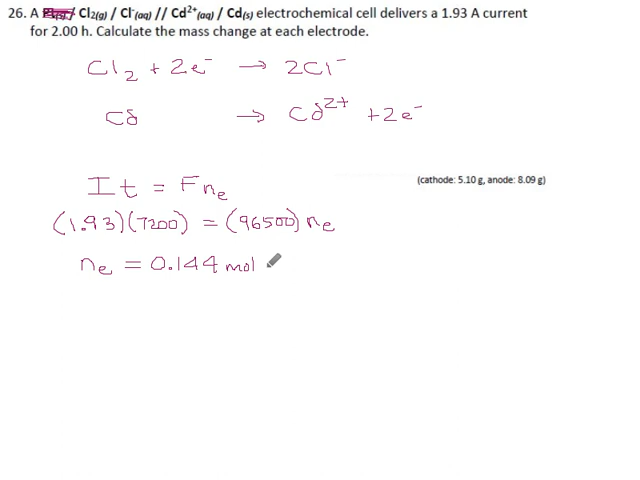 26. A / Cl₂(g) / Cl⁻(aq) // Cd²⁺(aq) / Cd(s) electrochemical cell delivers a 1.93 A current
for 2.00 h. Calculate the mass change at each electrode.
Cl₂ + 2e⁻ → 2Cl⁻
Cd → Cd²⁺ + 2e⁻
It = Fnₑ
(cathode: 5.10 g, anode: 8.09 g)
(1.93)(7200) = (96500)nₑ
nₑ = 0.144 mol